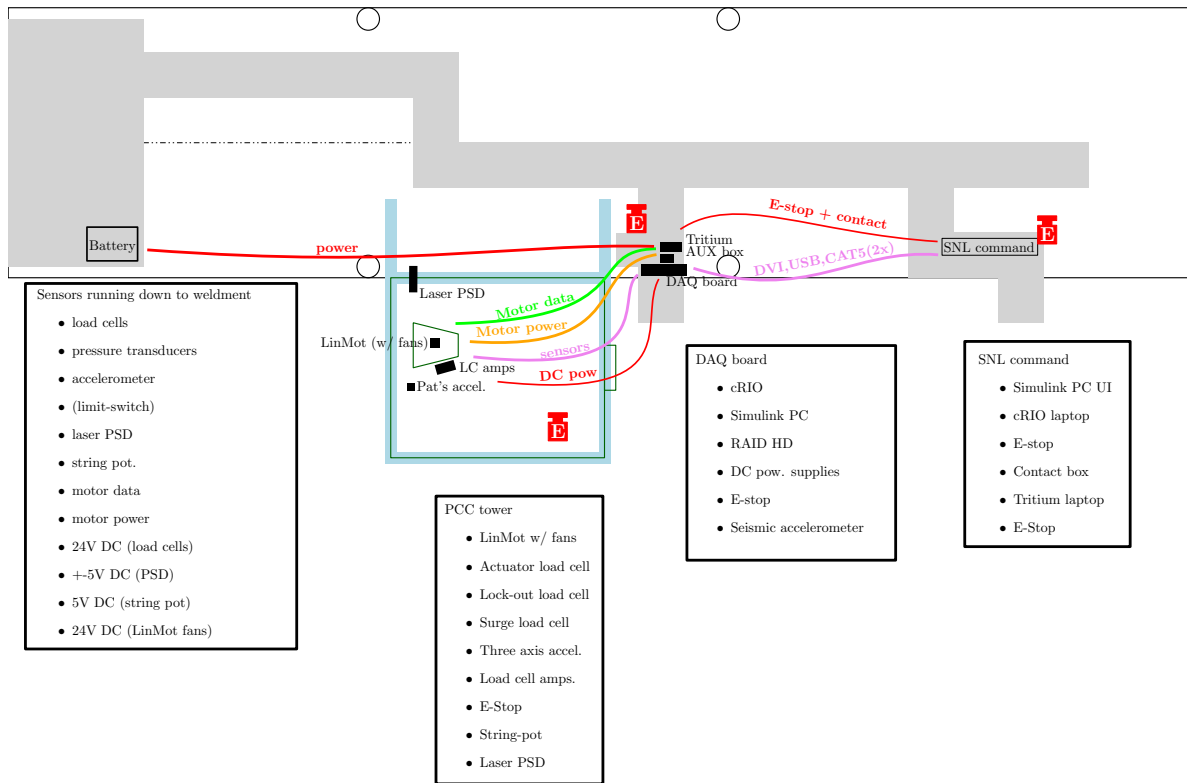 E
E-stop + contact
E
Battery
power
Tritium
AUX box
SNL command
DVI,USB,CAT5(2x)
DAQ board
Laser PSD
Motor data
Motor power
LinMot (w/ fans)
sensors
LC amps
DC pow
Pat's accel.
E
Sensors running down to weldment
• load cells
• pressure transducers
• accelerometer
• (limit-switch)
• laser PSD
• string pot.
• motor data
• motor power
• 24V DC (load cells)
• +-5V DC (PSD)
• 5V DC (string pot)
• 24V DC (LinMot fans)
PCC tower
• LinMot w/ fans
• Actuator load cell
• Lock-out load cell
• Surge load cell
• Three axis accel.
• Load cell amps.
• E-Stop
• String-pot
• Laser PSD
DAQ board
• cRIO
• Simulink PC
• RAID HD
• DC pow. supplies
• E-stop
• Seismic accelerometer
SNL command
• Simulink PC UI
• cRIO laptop
• E-stop
• Contact box
• Tritium laptop
• E-Stop